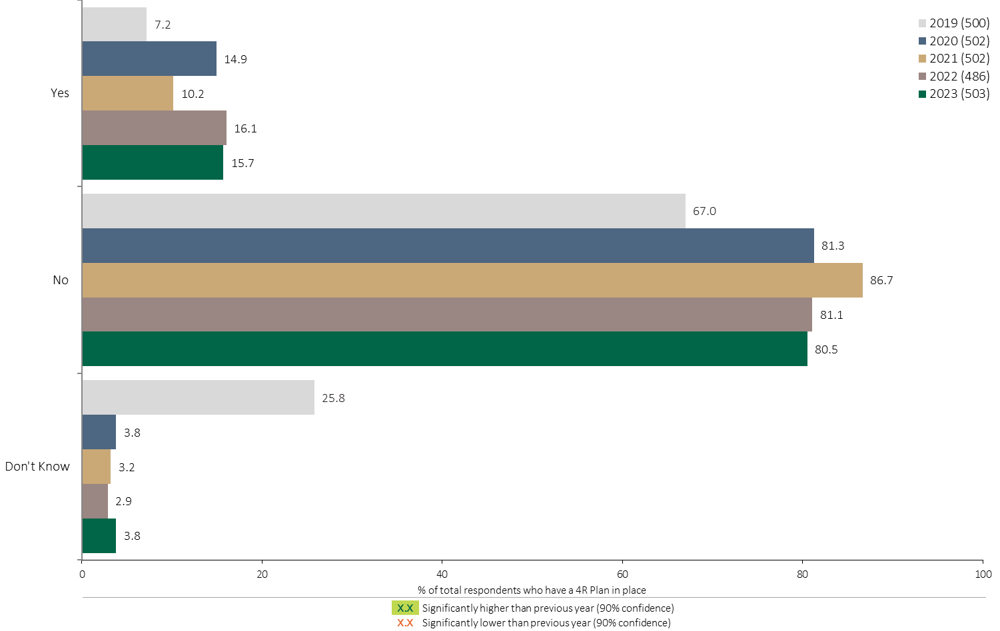 2019 (500)
2020 (502)
2021 (502)
2022 (486)
2023 (503)
Yes
7.2
14.9
10.2
16.1
15.7
No
67.0
81.3
86.7
81.1
80.5
Don't Know
25.8
3.8
3.2
2.9
3.8
0 20 40 60 80 100
% of total respondents who have a 4R Plan in place
X.X Significantly higher than previous year (90% confidence)
X.X Significantly lower than previous year (90% confidence)